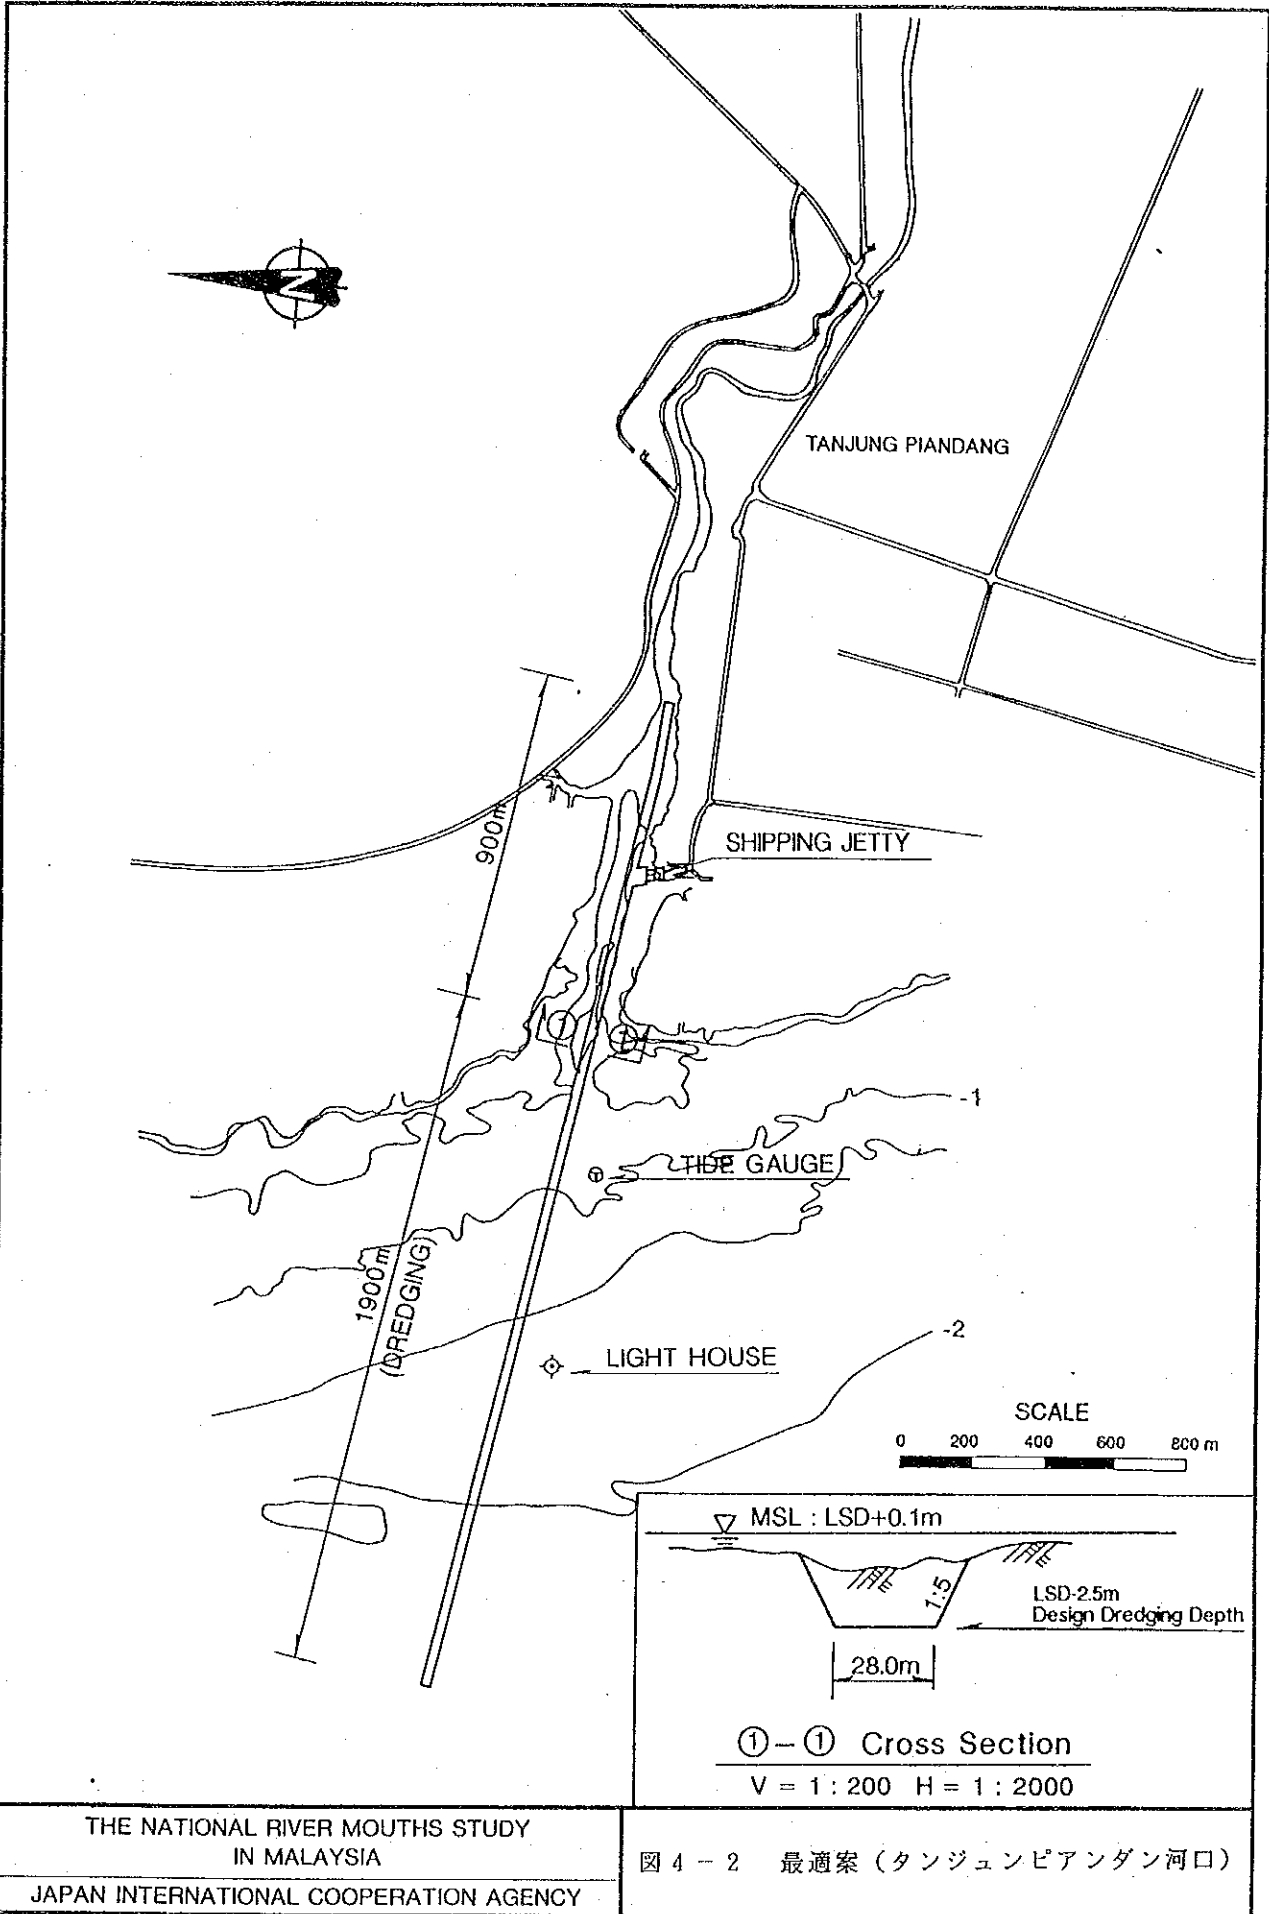 N
TANJUNG PIANDANG
900m
SHIPPING JETTY
1
1
-1
TIDE GAUGE
1900m
(DREDGING)
-2
LIGHT HOUSE
SCALE
0 200 400 600 800 m
MSL : LSD+0.1m
1:5
LSD-2.5m
Design Dredging Depth
28.0m
①-① Cross Section
V = 1 : 200 H = 1 : 2000
THE NATIONAL RIVER MOUTHS STUDY
IN MALAYSIA
JAPAN INTERNATIONAL COOPERATION AGENCY
図 4 - 2 最適案(タンジュンピアンダン河口)